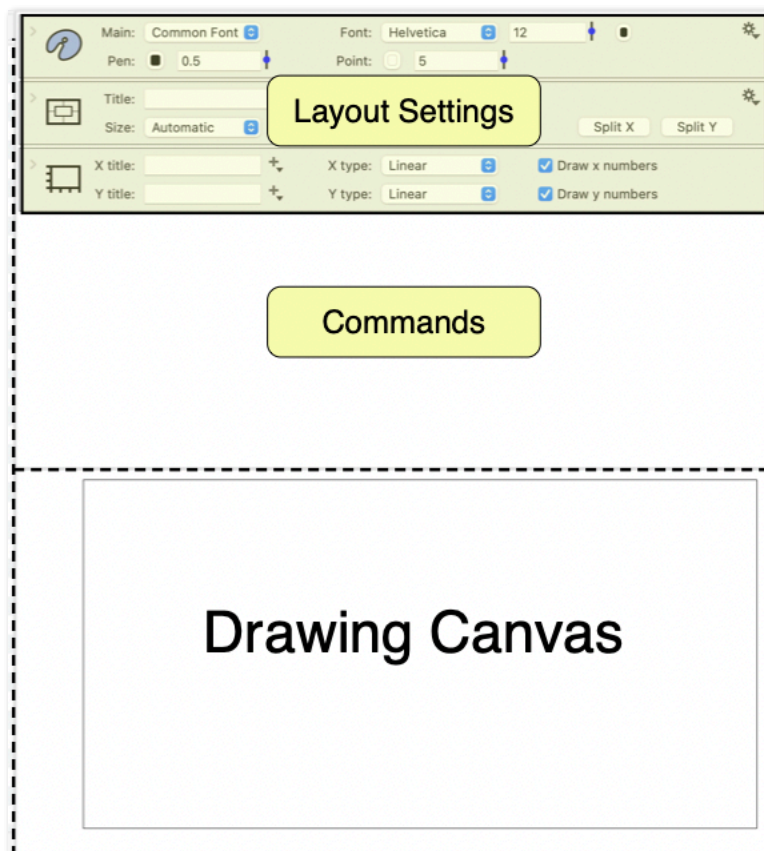 Main: Common Font Font: Helvetica 12
Pen: 0.5 Point: 5
Title:
Layout Settings
Size: Automatic Split X Split Y
X title: X type: Linear Draw x numbers
Y title: Y type: Linear Draw y numbers
Commands
Drawing Canvas